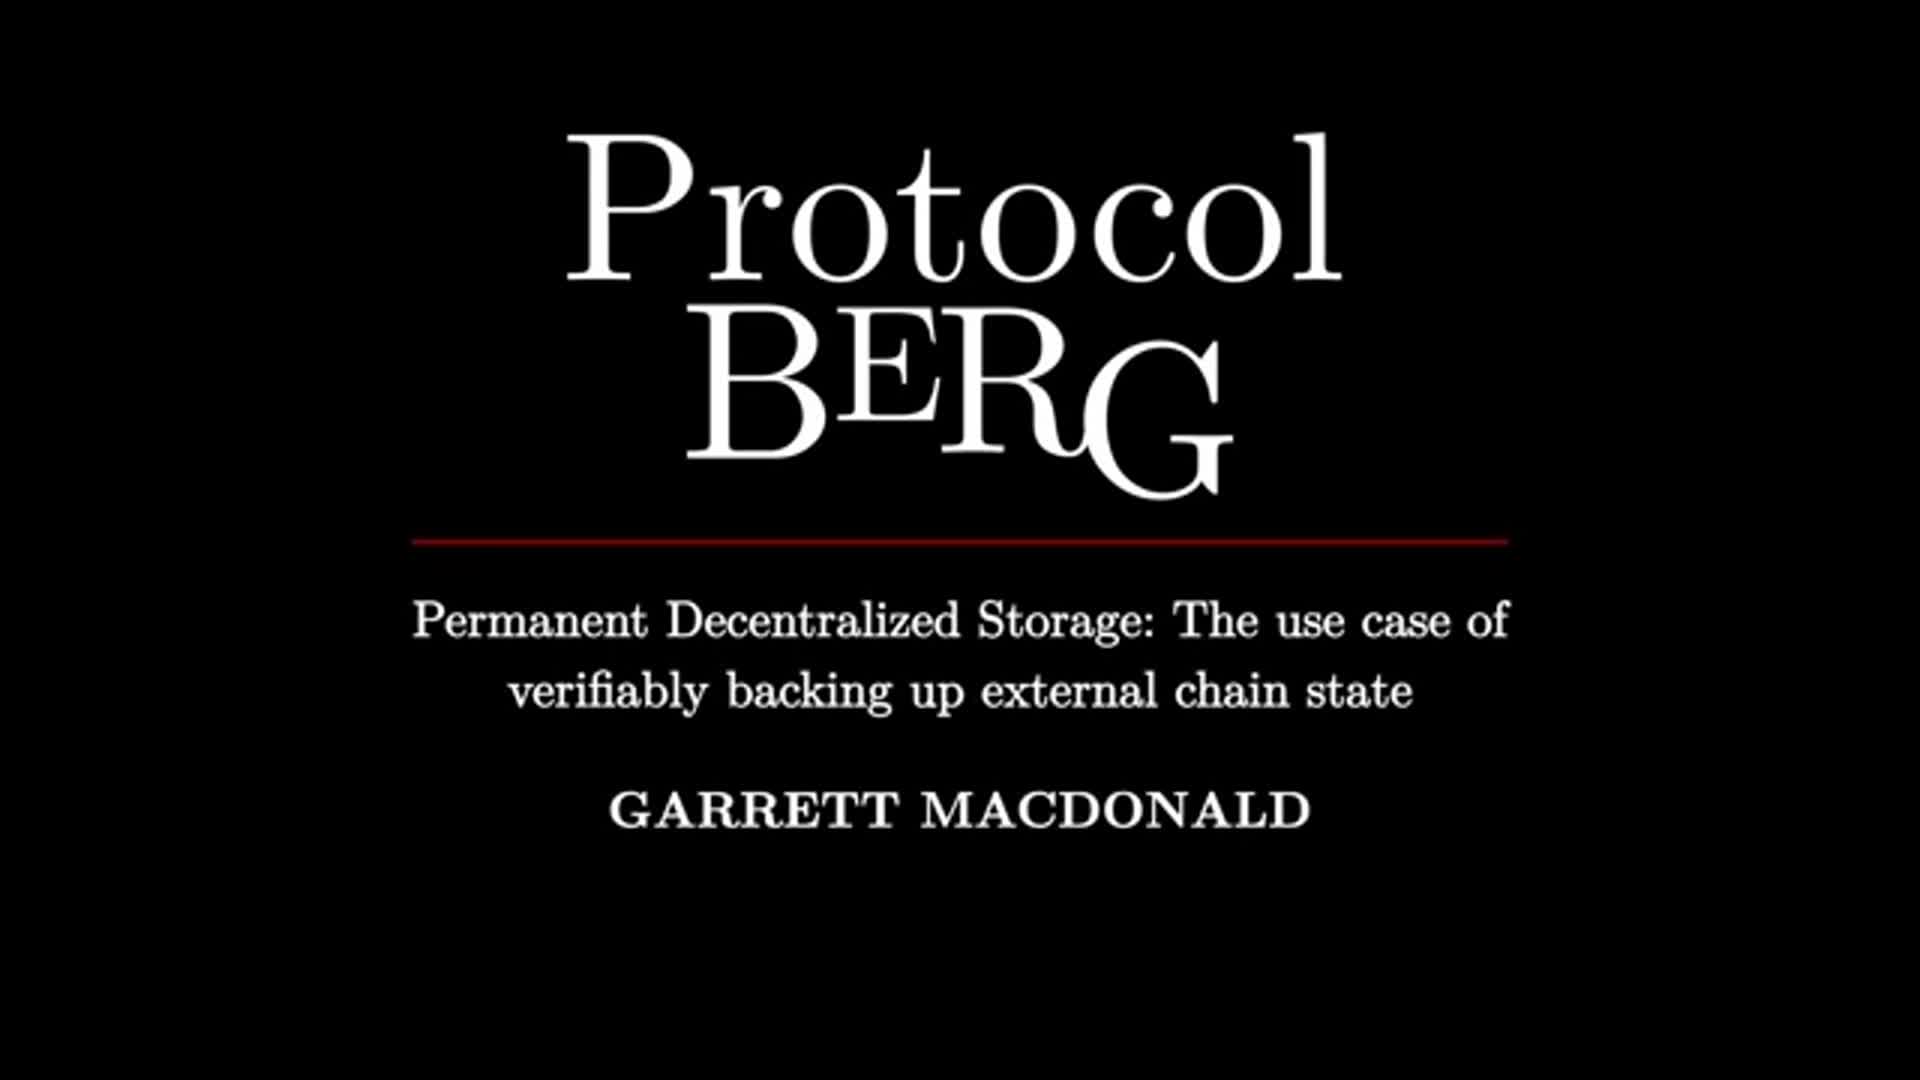 Protocol
BERG
Permanent Decentralized Storage: The use case of
verifiably backing up external chain state
GARRETT MACDONALD